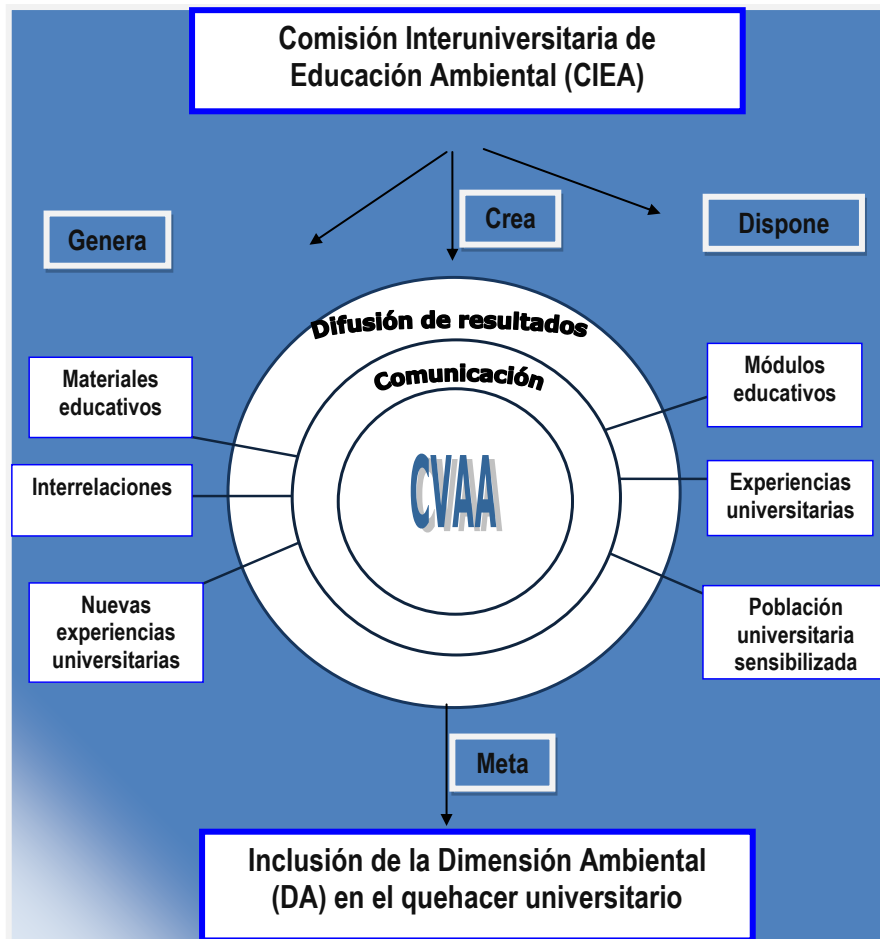 Comisión Interuniversitaria de
Educación Ambiental (CIEA)
Genera
Crea
Dispone
Difusión de resultados
Comunicación
CVAA
Materiales
educativos
Interrelaciones
Nuevas
experiencias
universitarias
Módulos
educativos
Experiencias
universitarias
Población
universitaria
sensibilizada
Meta
Inclusión de la Dimensión Ambiental
(DA) en el quehacer universitario